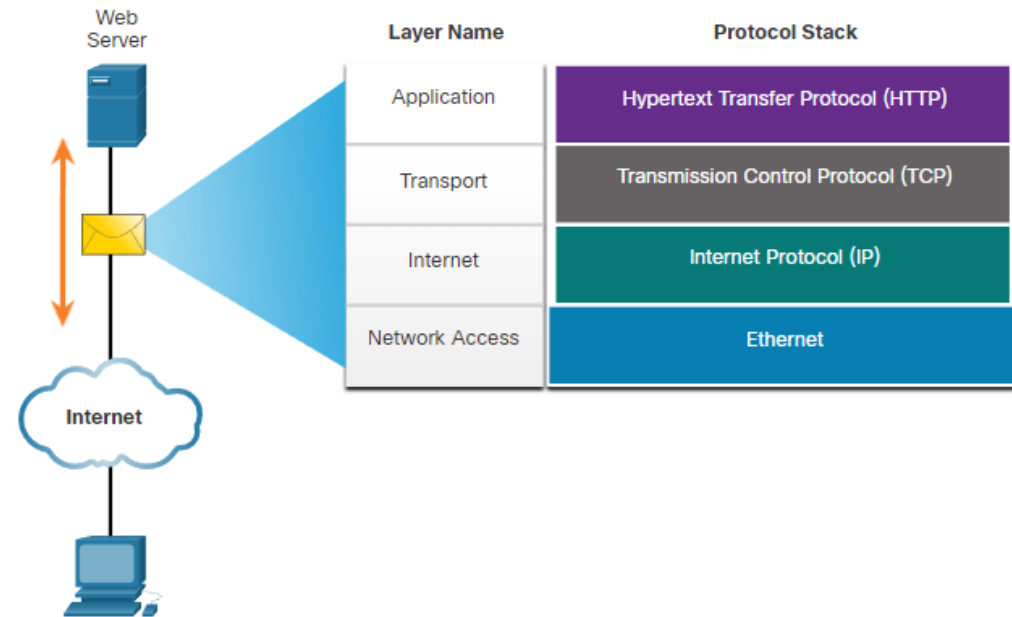 Web
Server
Layer Name
Protocol Stack
Application
Hypertext Transfer Protocol (HTTP)
Transport
Transmission Control Protocol (TCP)
Internet
Internet Protocol (IP)
Network Access
Ethernet
Internet